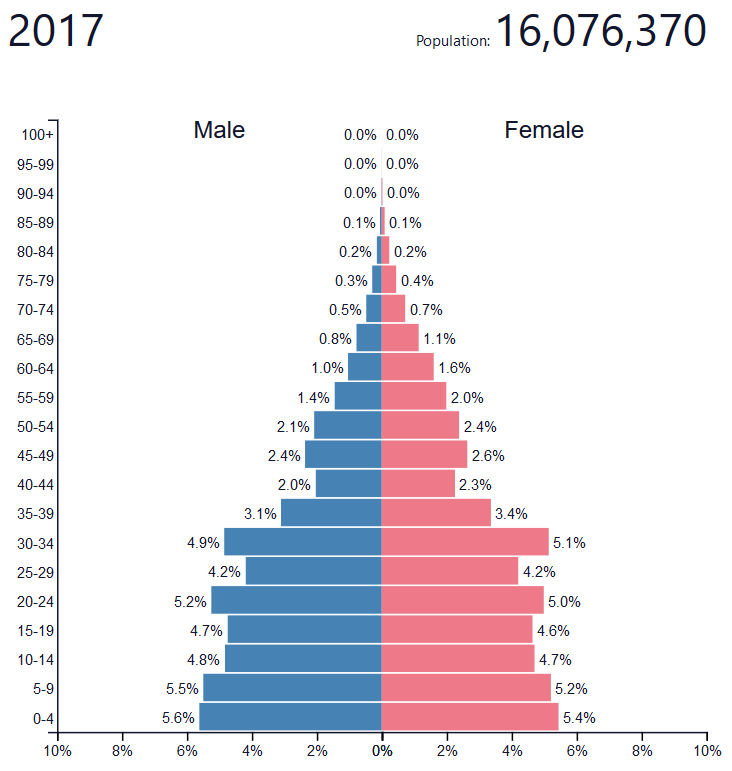 2017 Population: 16,076,370
Male Female
100+ 0.0% 0.0%
95-99 0.0% 0.0%
90-94 0.0% 0.0%
85-89 0.1% 0.1%
80-84 0.2% 0.2%
75-79 0.3% 0.4%
70-74 0.5% 0.7%
65-69 0.8% 1.1%
60-64 1.0% 1.6%
55-59 1.4% 2.0%
50-54 2.1% 2.4%
45-49 2.4% 2.6%
40-44 2.0% 2.3%
35-39 3.1% 3.4%
30-34 4.9% 5.1%
25-29 4.2% 4.2%
20-24 5.2% 5.0%
15-19 4.7% 4.6%
10-14 4.8% 4.7%
5-9 5.5% 5.2%
0-4 5.6% 5.4%
10% 8% 6% 4% 2% 0% 2% 4% 6% 8% 10%